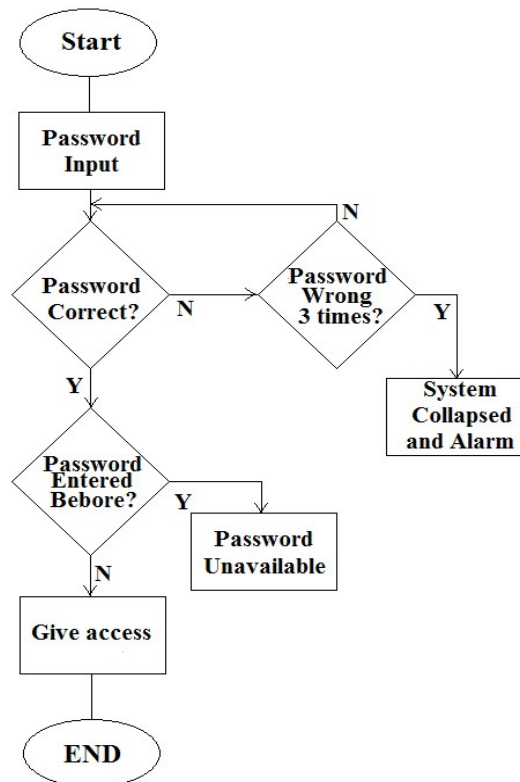 Start
Password
Input
N
Password
Correct?
N
Password
Wrong
3 times?
Y
System
Collapsed
and Alarm
Y
Password
Entered
Bebore?
Y
Password
Unavailable
N
Give access
END